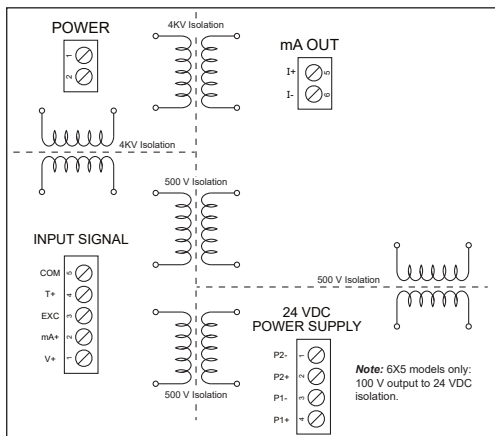 4KV Isolation
POWER
1
2
mA OUT
I+ 5
I- 6
4KV Isolation
500 V Isolation
INPUT SIGNAL
COM 5
T+ 4
EXC 3
mA+ 2
V+ 1
500 V Isolation
24 VDC
POWER SUPPLY
P2- 1
P2+ 2
P1- 3
P1+ 4
Note: 6X5 models only:
100 V output to 24 VDC
isolation.
500 V Isolation